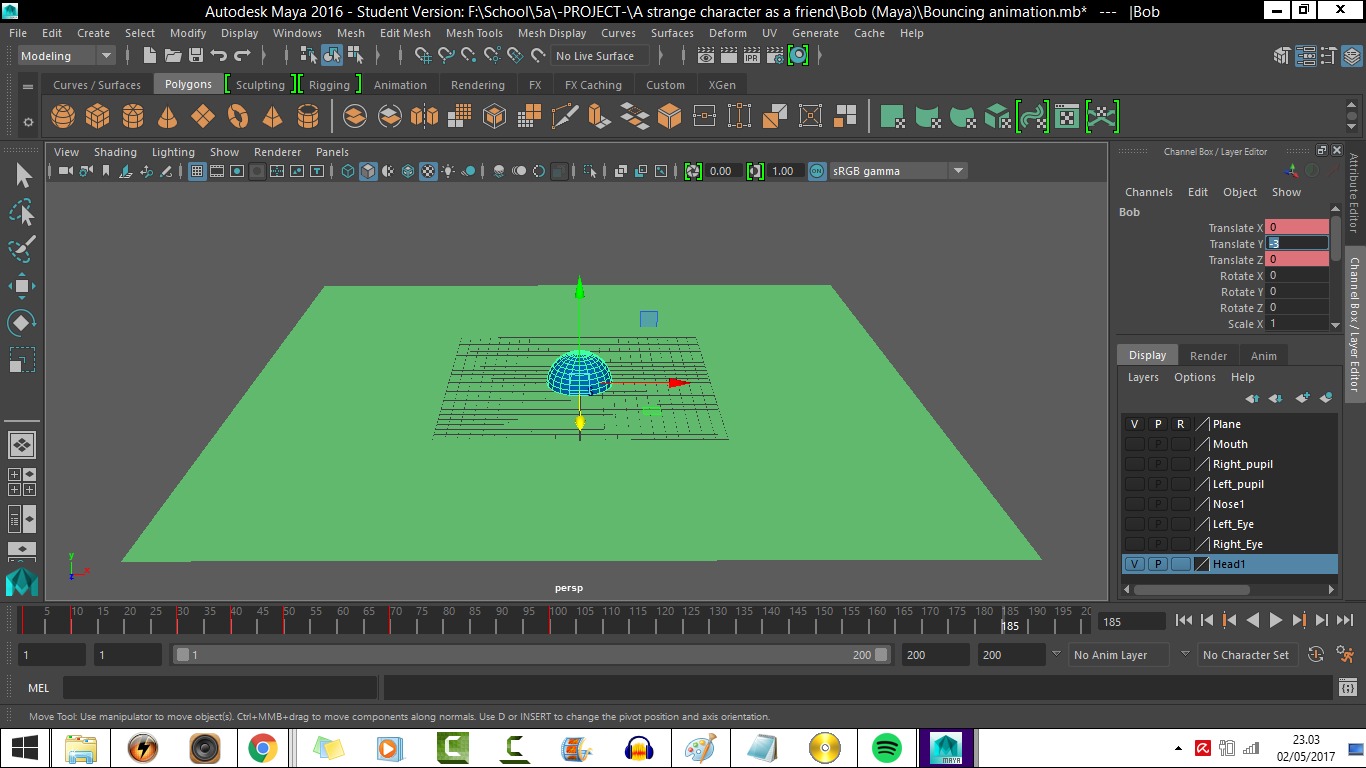 Autodesk Maya 2016 - Student Version: F:\School\5a\-PROJECT-\A strange character as a friend\Bob (Maya)\Bouncing animation.mb* --- |Bob
File Edit Create Select Modify Display Windows Mesh Edit Mesh Mesh Tools Mesh Display Curves Surfaces Deform UV Generate Cache Help
Modeling No Live Surface
Curves / Surfaces Polygons Sculpting Rigging Animation Rendering FX FX Caching Custom XGen
View Shading Lighting Show Renderer Panels
0.00 1.00 ON sRGB gamma
Channel Box / Layer Editor
Channels Edit Object Show
Bob
Translate X 0
Translate Y -3
Translate Z 0
Rotate X 0
Rotate Y 0
Rotate Z 0
Scale X 1
Attribute Editor
Channel Box / Layer Editor
Display Render Anim
Layers Options Help
V P R Plane
P Mouth
P Right_pupil
P Left_pupil
P Nose1
P Left_Eye
P Right_Eye
V P Head1
y
z x
persp
5 10 15 20 25 30 35 40 45 50 55 60 65 70 75 80 85 90 95 100 105 110 115 120 125 130 135 140 145 150 155 160 165 170 175 180 185 190 195 20
185
185
1 1 1 200 200 200 No Anim Layer No Character Set
MEL
Move Tool: Use manipulator to move object(s). Ctrl+MMB+drag to move components along normals. Use D or INSERT to change the pivot position and axis orientation.
MAYA
23.03
02/05/2017